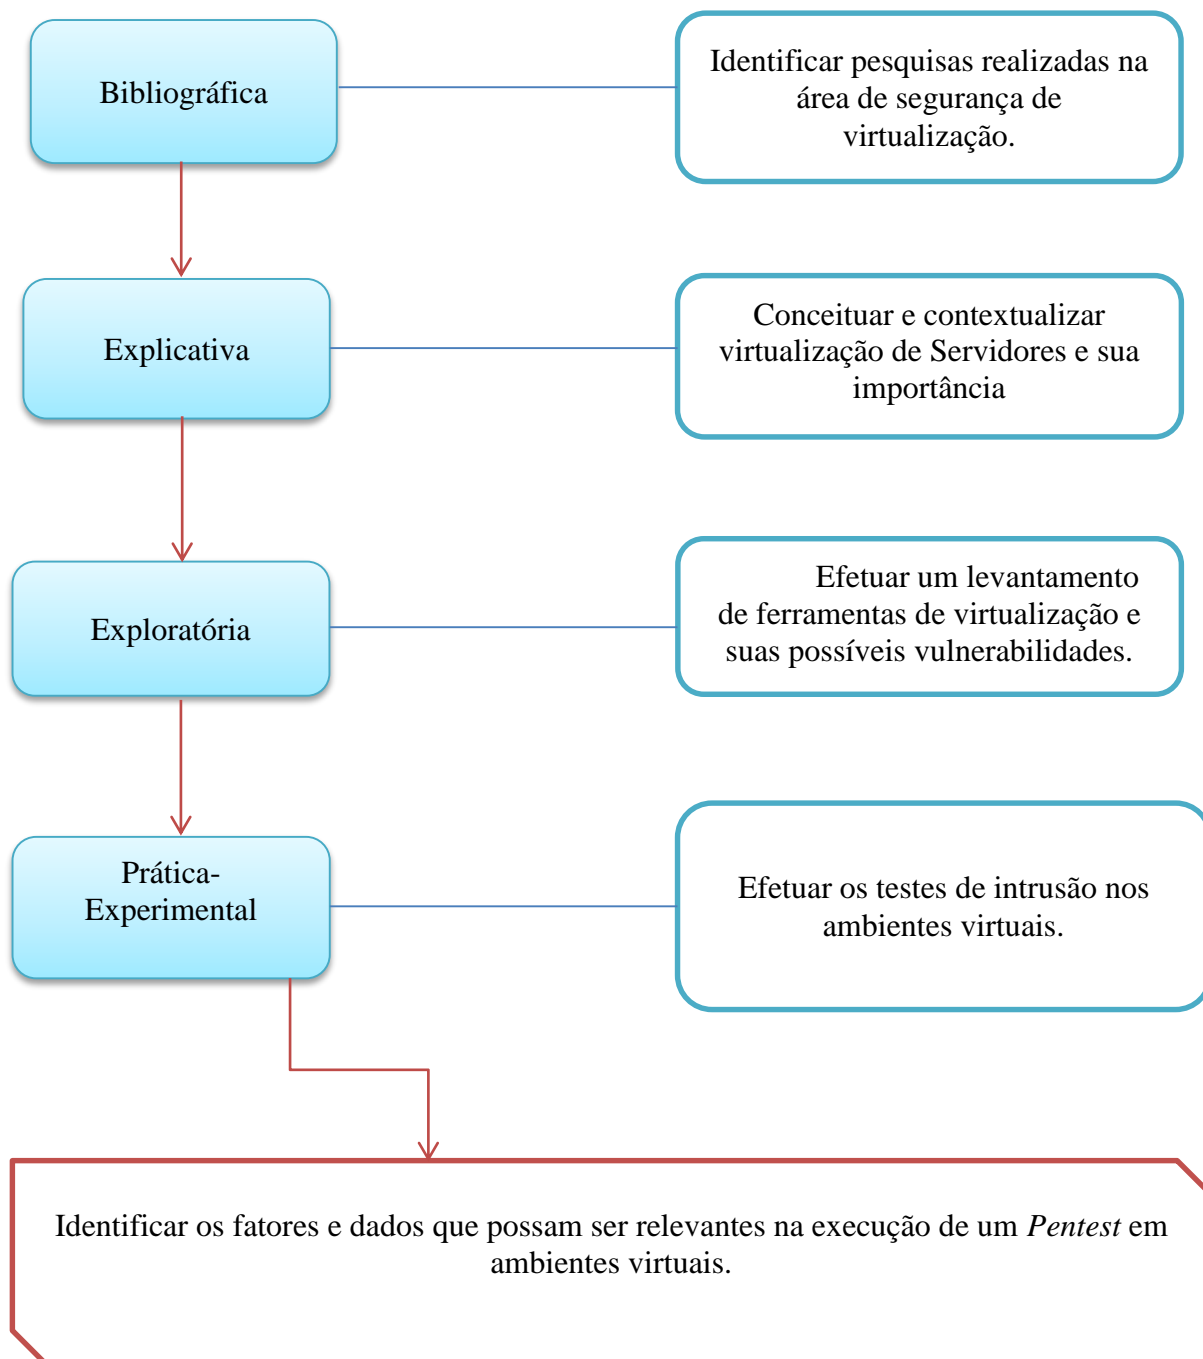 Bibliográfica
Identificar pesquisas realizadas na
área de segurança de
virtualização.
Explicativa
Conceituar e contextualizar
virtualização de Servidores e sua
importância
Exploratória
Efetuar um levantamento
de ferramentas de virtualização e
suas possíveis vulnerabilidades.
Prática-
Experimental
Efetuar os testes de intrusão nos
ambientes virtuais.
Identificar os fatores e dados que possam ser relevantes na execução de um Pentest em
ambientes virtuais.